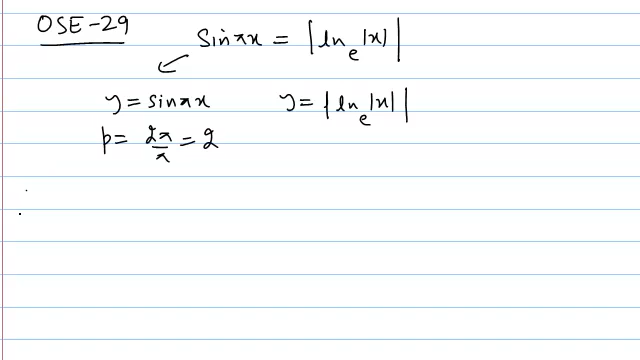 OSE-29
sin πx = |ln_e |x||
y = sin πx    y = |ln_e |x||
p = 2π/π = 2